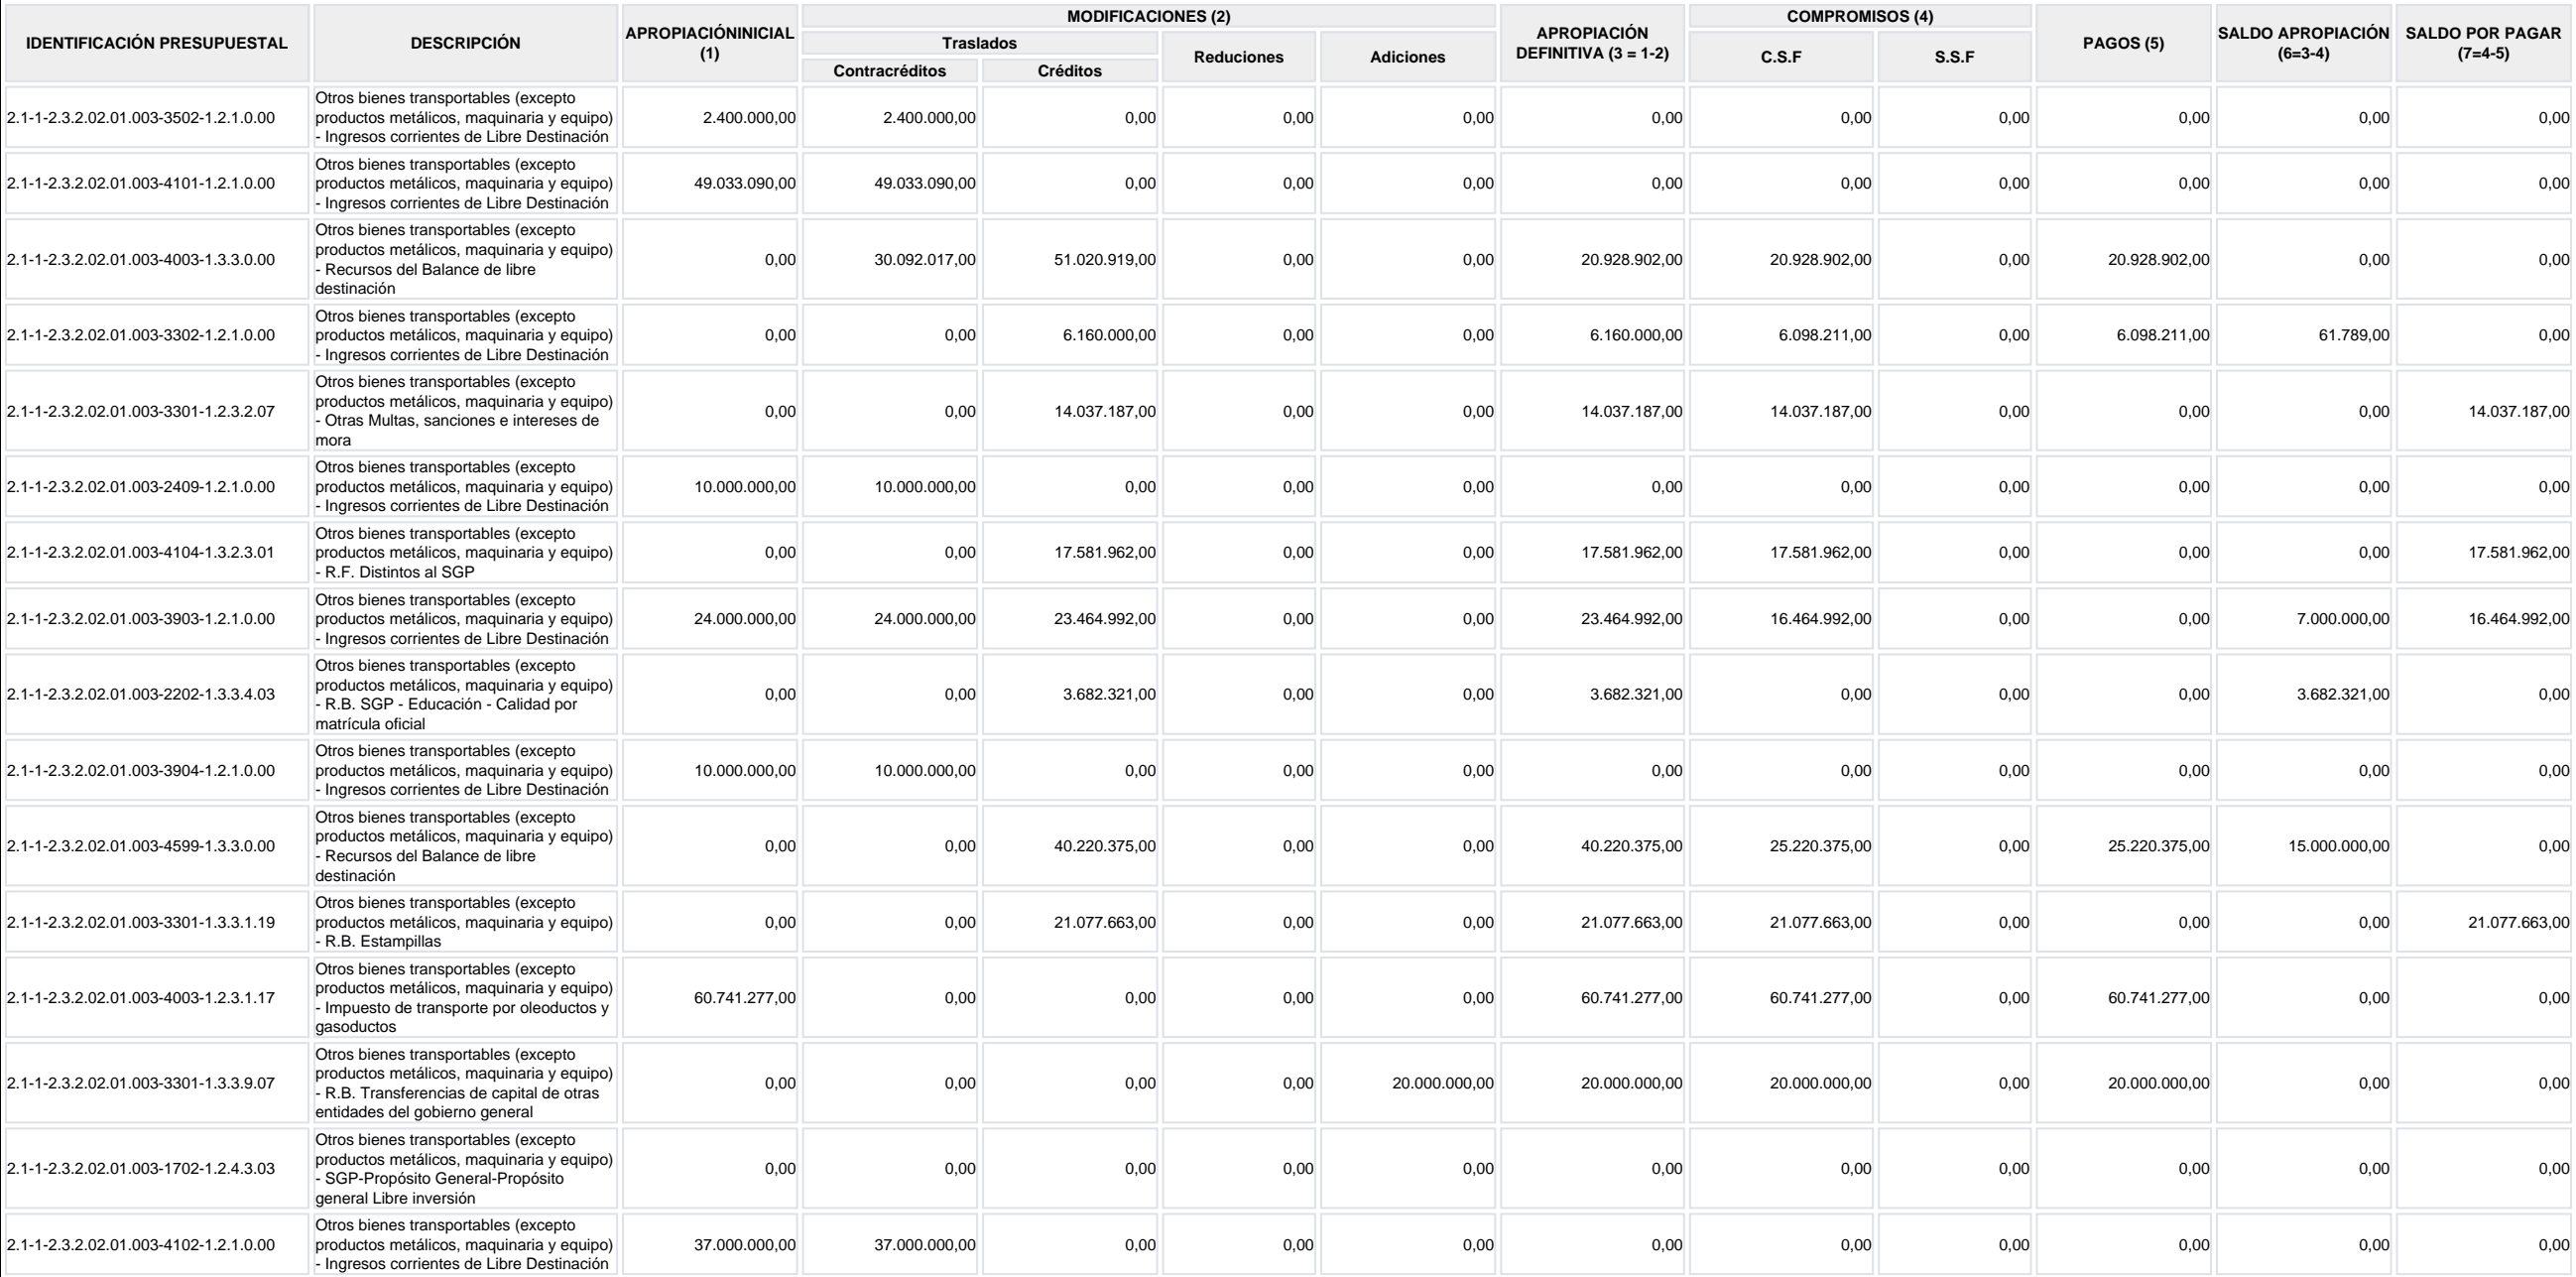 IDENTIFICACIÓN PRESUPUESTAL DESCRIPCIÓN APROPIACIÓNINICIAL (1) MODIFICACIONES (2) APROPIACIÓN DEFINITIVA (3 = 1-2) COMPROMISOS (4) PAGOS (5) SALDO APROPIACIÓN (6=3-4) SALDO POR PAGAR (7=4-5)
Traslados Reduciones Adiciones C.S.F S.S.F
Contracréditos Créditos
Otros bienes transportables (excepto
productos metálicos, maquinaria y equipo)
2.1-1-2.3.2.02.01.003-3502-1.2.1.0.00 2.400.000,00 2.400.000,00 0,00 0,00 0,00 0,00 0,00 0,00 0,00 0,00 0,00
- Ingresos corrientes de Libre Destinación
Otros bienes transportables (excepto
productos metálicos, maquinaria y equipo)
2.1-1-2.3.2.02.01.003-4101-1.2.1.0.00 49.033.090,00 49.033.090,00 0,00 0,00 0,00 0,00 0,00 0,00 0,00 0,00 0,00
- Ingresos corrientes de Libre Destinación
Otros bienes transportables (excepto
productos metálicos, maquinaria y equipo)
2.1-1-2.3.2.02.01.003-4003-1.3.3.0.00 0,00 30.092.017,00 51.020.919,00 0,00 0,00 20.928.902,00 20.928.902,00 0,00 20.928.902,00 0,00 0,00
- Recursos del Balance de libre
destinación
Otros bienes transportables (excepto
productos metálicos, maquinaria y equipo)
2.1-1-2.3.2.02.01.003-3302-1.2.1.0.00 0,00 0,00 6.160.000,00 0,00 0,00 6.160.000,00 6.098.211,00 0,00 6.098.211,00 61.789,00 0,00
- Ingresos corrientes de Libre Destinación
Otros bienes transportables (excepto
productos metálicos, maquinaria y equipo)
2.1-1-2.3.2.02.01.003-3301-1.2.3.2.07 0,00 0,00 14.037.187,00 0,00 0,00 14.037.187,00 14.037.187,00 0,00 0,00 0,00 14.037.187,00
- Otras Multas, sanciones e intereses de
mora
Otros bienes transportables (excepto
productos metálicos, maquinaria y equipo)
2.1-1-2.3.2.02.01.003-2409-1.2.1.0.00 10.000.000,00 10.000.000,00 0,00 0,00 0,00 0,00 0,00 0,00 0,00 0,00 0,00
- Ingresos corrientes de Libre Destinación
Otros bienes transportables (excepto
productos metálicos, maquinaria y equipo)
2.1-1-2.3.2.02.01.003-4104-1.3.2.3.01 0,00 0,00 17.581.962,00 0,00 0,00 17.581.962,00 17.581.962,00 0,00 0,00 0,00 17.581.962,00
- R.F. Distintos al SGP
Otros bienes transportables (excepto
productos metálicos, maquinaria y equipo)
2.1-1-2.3.2.02.01.003-3903-1.2.1.0.00 24.000.000,00 24.000.000,00 23.464.992,00 0,00 0,00 23.464.992,00 16.464.992,00 0,00 0,00 7.000.000,00 16.464.992,00
- Ingresos corrientes de Libre Destinación
Otros bienes transportables (excepto
productos metálicos, maquinaria y equipo)
2.1-1-2.3.2.02.01.003-2202-1.3.3.4.03 0,00 0,00 3.682.321,00 0,00 0,00 3.682.321,00 0,00 0,00 0,00 3.682.321,00 0,00
- R.B. SGP - Educación - Calidad por
matrícula oficial
Otros bienes transportables (excepto
productos metálicos, maquinaria y equipo)
2.1-1-2.3.2.02.01.003-3904-1.2.1.0.00 10.000.000,00 10.000.000,00 0,00 0,00 0,00 0,00 0,00 0,00 0,00 0,00 0,00
- Ingresos corrientes de Libre Destinación
Otros bienes transportables (excepto
productos metálicos, maquinaria y equipo)
2.1-1-2.3.2.02.01.003-4599-1.3.3.0.00 0,00 0,00 40.220.375,00 0,00 0,00 40.220.375,00 25.220.375,00 0,00 25.220.375,00 15.000.000,00 0,00
- Recursos del Balance de libre
destinación
Otros bienes transportables (excepto
productos metálicos, maquinaria y equipo)
2.1-1-2.3.2.02.01.003-3301-1.3.3.1.19 0,00 0,00 21.077.663,00 0,00 0,00 21.077.663,00 21.077.663,00 0,00 0,00 0,00 21.077.663,00
- R.B. Estampillas
Otros bienes transportables (excepto
productos metálicos, maquinaria y equipo)
2.1-1-2.3.2.02.01.003-4003-1.2.3.1.17 60.741.277,00 0,00 0,00 0,00 0,00 60.741.277,00 60.741.277,00 0,00 60.741.277,00 0,00 0,00
- Impuesto de transporte por oleoductos y
gasoductos
Otros bienes transportables (excepto
productos metálicos, maquinaria y equipo)
2.1-1-2.3.2.02.01.003-3301-1.3.3.9.07 0,00 0,00 0,00 0,00 20.000.000,00 20.000.000,00 20.000.000,00 0,00 20.000.000,00 0,00 0,00
- R.B. Transferencias de capital de otras
entidades del gobierno general
Otros bienes transportables (excepto
productos metálicos, maquinaria y equipo)
2.1-1-2.3.2.02.01.003-1702-1.2.4.3.03 0,00 0,00 0,00 0,00 0,00 0,00 0,00 0,00 0,00 0,00 0,00
- SGP-Propósito General-Propósito
general Libre inversión
Otros bienes transportables (excepto
productos metálicos, maquinaria y equipo)
2.1-1-2.3.2.02.01.003-4102-1.2.1.0.00 37.000.000,00 37.000.000,00 0,00 0,00 0,00 0,00 0,00 0,00 0,00 0,00 0,00
- Ingresos corrientes de Libre Destinación